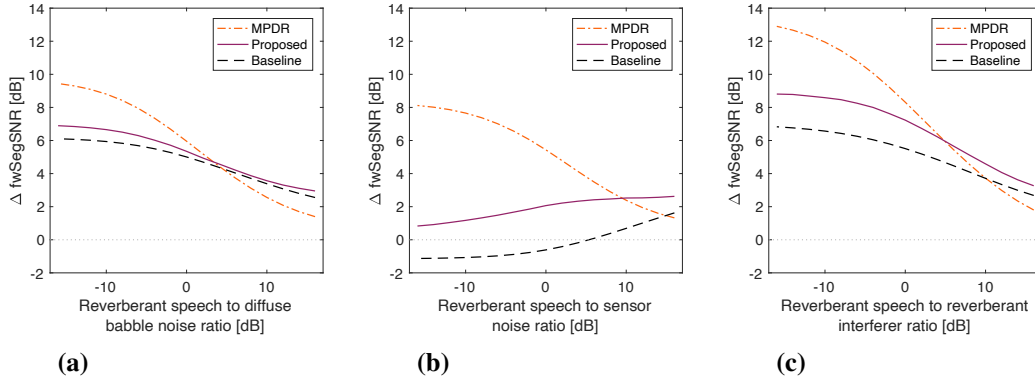 14
12
10
8
6
4
2
0
-2
Δ fwSegSNR [dB]
MPDR
Proposed
Baseline
-10 0 10
Reverberant speech to diffuse
babble noise ratio [dB]
(a)
14
12
10
8
6
4
2
0
-2
Δ fwSegSNR [dB]
MPDR
Proposed
Baseline
-10 0 10
Reverberant speech to sensor
noise ratio [dB]
(b)
14
12
10
8
6
4
2
0
-2
Δ fwSegSNR [dB]
MPDR
Proposed
Baseline
-10 0 10
Reverberant speech to reverberant
interferer ratio [dB]
(c)